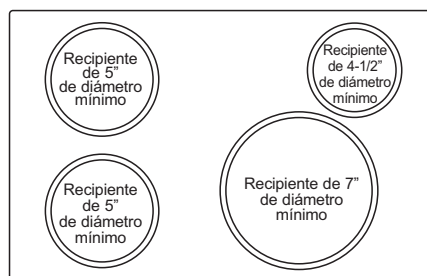 Recipiente
de 5”
de diámetro
mínimo
Recipiente
de 4-1/2”
de diámetro
mínimo
Recipiente
de 5”
de diámetro
mínimo
Recipiente de 7”
de diámetro
mínimo